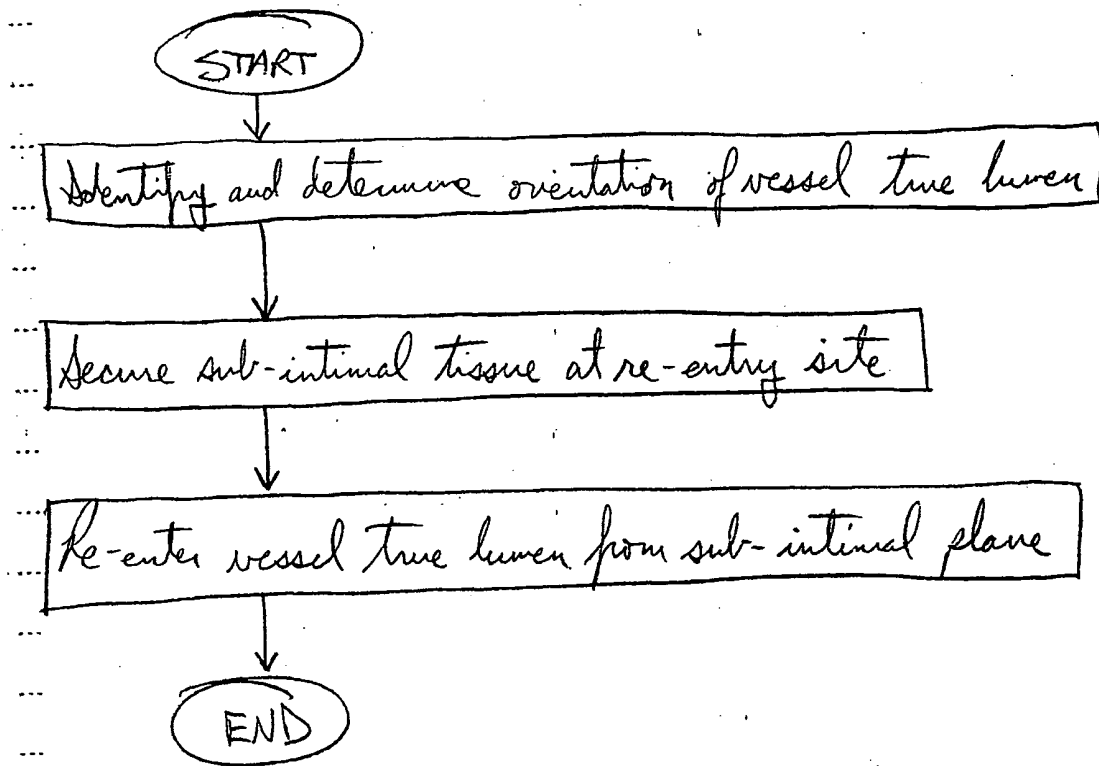 START
Identify and determine orientation of vessel true lumen
Secure sub-intimal tissue at re-entry site
Re-enter vessel true lumen from sub-intimal plane
END